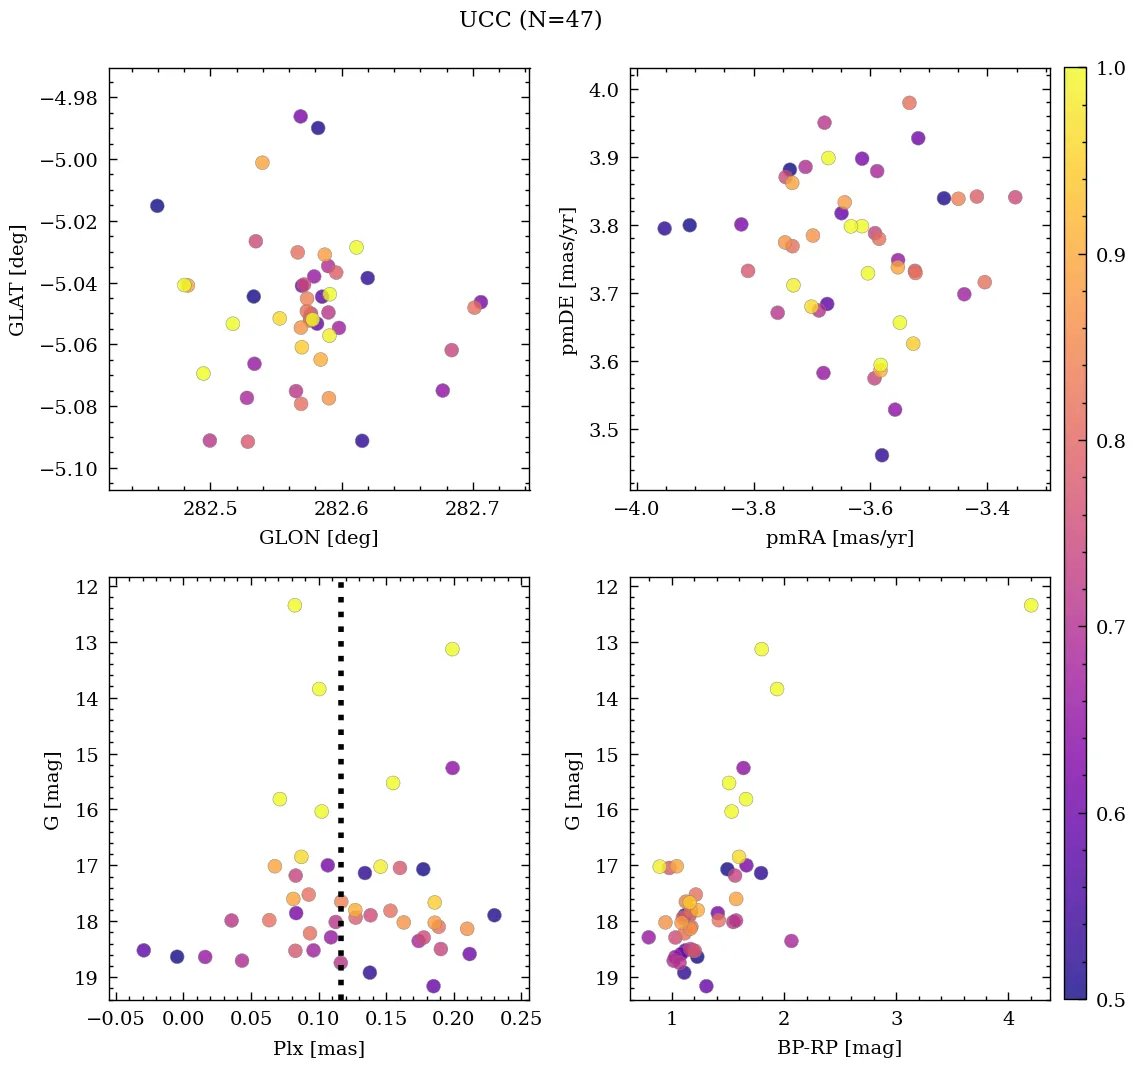 UCC (N=47)
−4.98
−5.00
−5.02
−5.04
−5.06
−5.08
−5.10
GLAT [deg]
282.5 282.6 282.7
GLON [deg]
4.0
3.9
3.8
3.7
3.6
3.5
pmDE [mas/yr]
−4.0 −3.8 −3.6 −3.4
pmRA [mas/yr]
1.0
0.9
0.8
0.7
0.6
0.5
12
13
14
15
16
17
18
19
G [mag]
−0.05 0.00 0.05 0.10 0.15 0.20 0.25
Plx [mas]
12
13
14
15
16
17
18
19
G [mag]
1 2 3 4
BP-RP [mag]